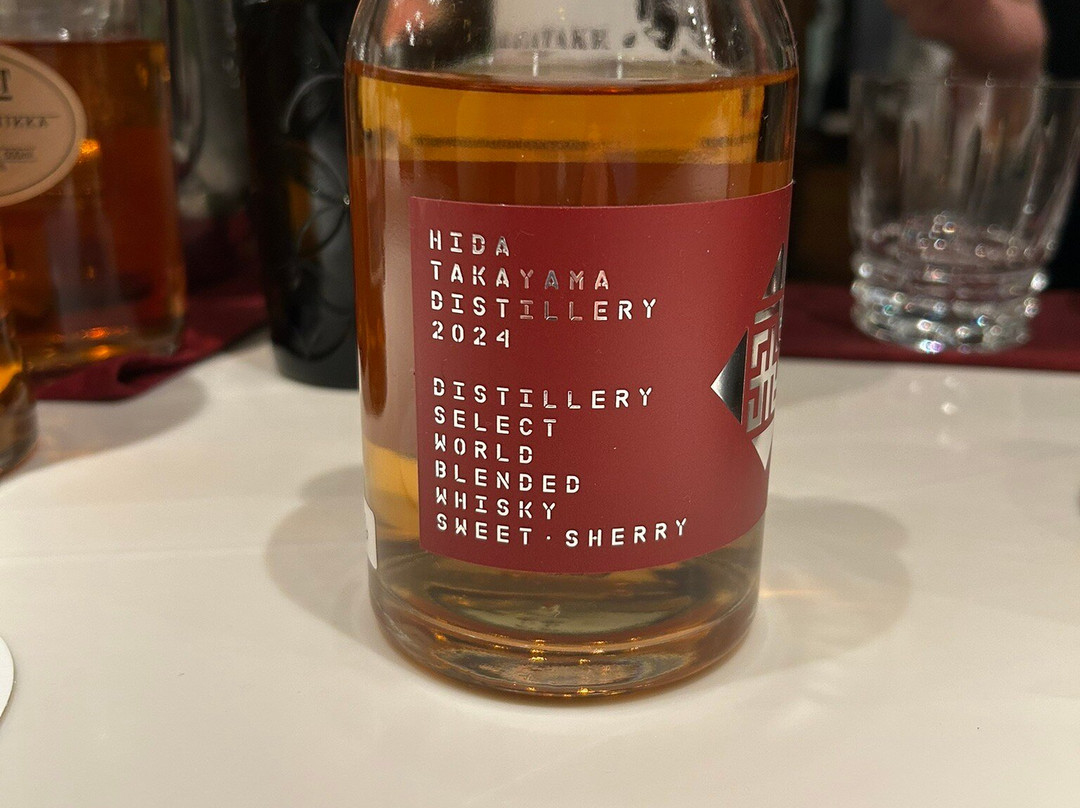 HIDA
TAKAYAMA
DISTILLERY
2024
DISTILLERY
SELECT
WORLD
BLENDED
WHISKY
SWEET·SHERRY